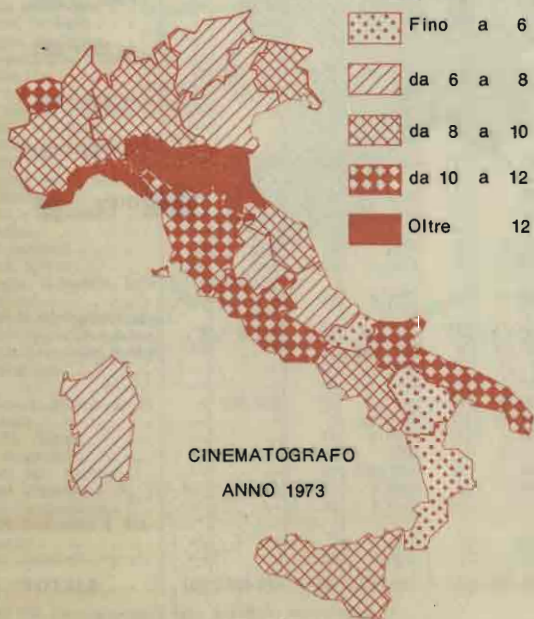 Fino a 6
da 6 a 8
da 8 a 10
da 10 a 12
Oltre 12
CINEMATOGRAFO
ANNO 1973